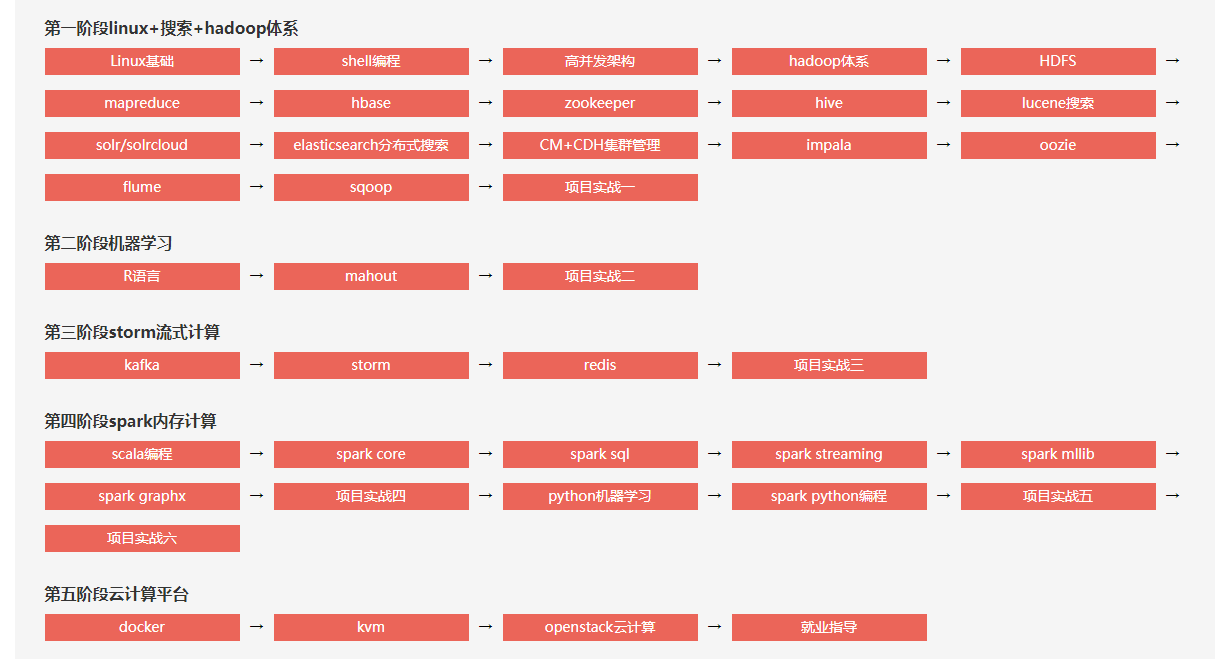 第一阶段linux+搜索+hadoop体系
Linux基础 → shell编程 → 高并发架构 → hadoop体系 → HDFS →
mapreduce → hbase → zookeeper → hive → lucene搜索 →
solr/solrcloud → elasticsearch分布式搜索 → CM+CDH集群管理 → impala → oozie →
flume → sqoop → 项目实战一
第二阶段机器学习
R语言 → mahout → 项目实战二
第三阶段storm流式计算
kafka → storm → redis → 项目实战三
第四阶段spark内存计算
scala编程 → spark core → spark sql → spark streaming → spark mllib →
spark graphx → 项目实战四 → python机器学习 → spark python编程 → 项目实战五 →
项目实战六
第五阶段云计算平台
docker → kvm → openstack云计算 → 就业指导